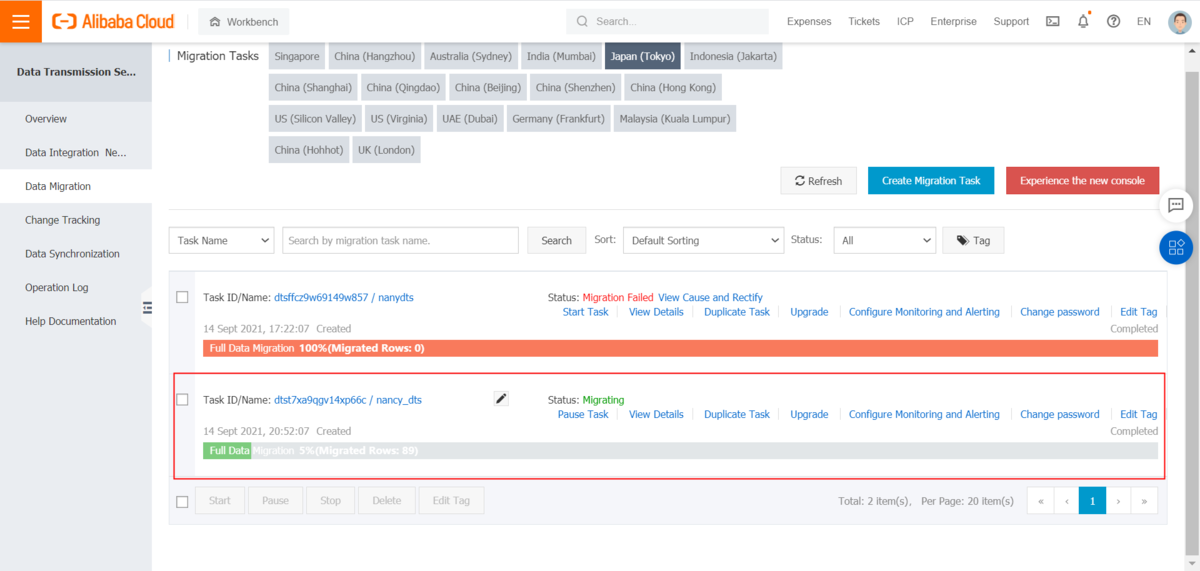 Alibaba Cloud Workbench Search... Expenses Tickets ICP Enterprise Support EN
Data Transmission Se...
Overview
Data Integration Ne...
Data Migration
Change Tracking
Data Synchronization
Operation Log
Help Documentation
Migration Tasks Singapore China (Hangzhou) Australia (Sydney) India (Mumbai) Japan (Tokyo) Indonesia (Jakarta)
China (Shanghai) China (Qingdao) China (Beijing) China (Shenzhen) China (Hong Kong)
US (Silicon Valley) US (Virginia) UAE (Dubai) Germany (Frankfurt) Malaysia (Kuala Lumpur)
China (Hohhot) UK (London)
Refresh Create Migration Task Experience the new console
Task Name Search by migration task name. Search Sort: Default Sorting Status: All Tag
Task ID/Name: dtsffcz9w69149w857 / nanydts Status: Migration Failed View Cause and Rectify
Start Task View Details Duplicate Task Upgrade Configure Monitoring and Alerting Change password Edit Tag
14 Sept 2021, 17:22:07 Created Completed
Full Data Migration 100%(Migrated Rows: 0)
Task ID/Name: dtst7xa9qgv14xp66c / nancy_dts Status: Migrating
Pause Task View Details Duplicate Task Upgrade Configure Monitoring and Alerting Change password Edit Tag
14 Sept 2021, 20:52:07 Created Completed
Full Data Migration 5%(Migrated Rows: 89)
Start Pause Stop Delete Edit Tag Total: 2 item(s), Per Page: 20 item(s) « ‹ 1 › »